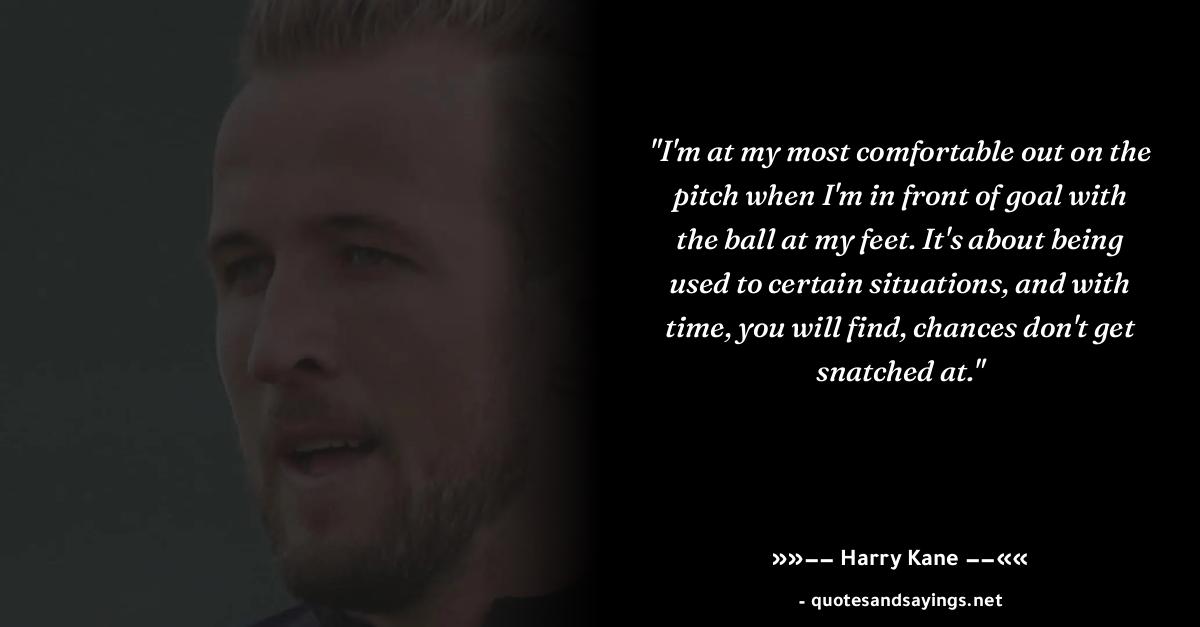 "I'm at my most comfortable out on the
pitch when I'm in front of goal with
the ball at my feet. It's about being
used to certain situations, and with
time, you will find, chances don't get
snatched at."
»»−− Harry Kane −−««
- quotesandsayings.net